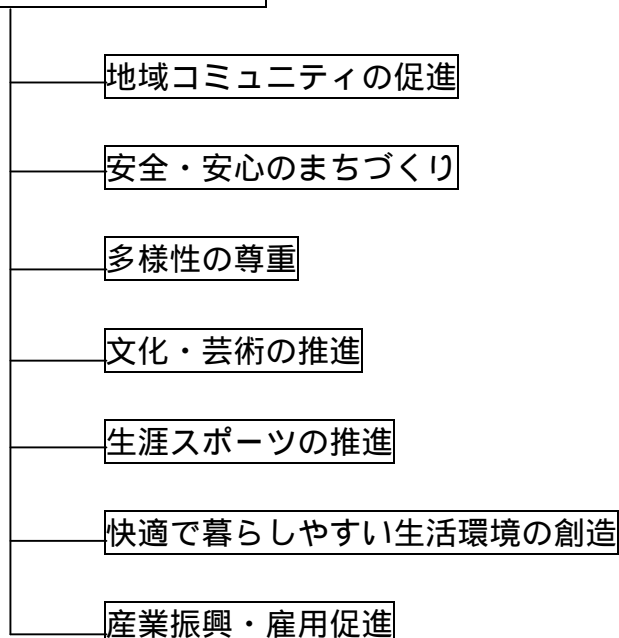 地域コミュニティの促進
安全・安心のまちづくり
多様性の尊重
文化・芸術の推進
生涯スポーツの推進
快適で暮らしやすい生活環境の創造
産業振興・雇用促進